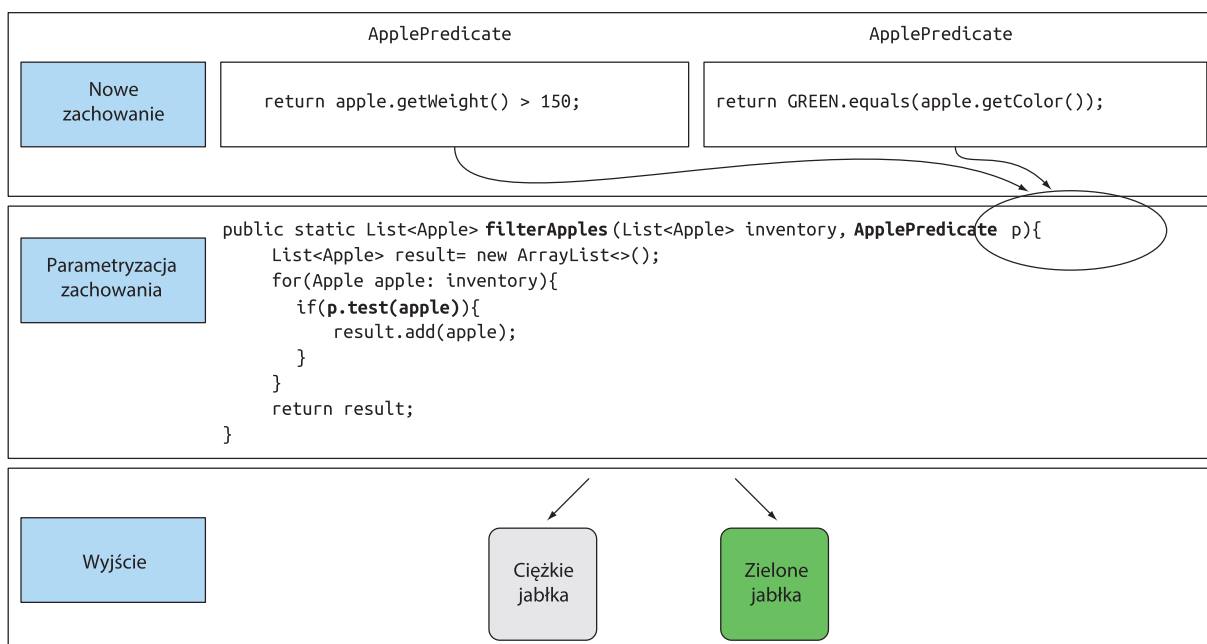 ApplePredicate
ApplePredicate
Nowe
zachowanie
return apple.getWeight() > 150;
return GREEN.equals(apple.getColor());
Parametryzacja
zachowania
public static List<Apple> filterApples (List<Apple> inventory, ApplePredicate p){
List<Apple> result= new ArrayList<>();
for(Apple apple: inventory){
if(p.test(apple)){
result.add(apple);
}
}
return result;
}
Wyjście
Ciężkie
jabłka
Zielone
jabłka